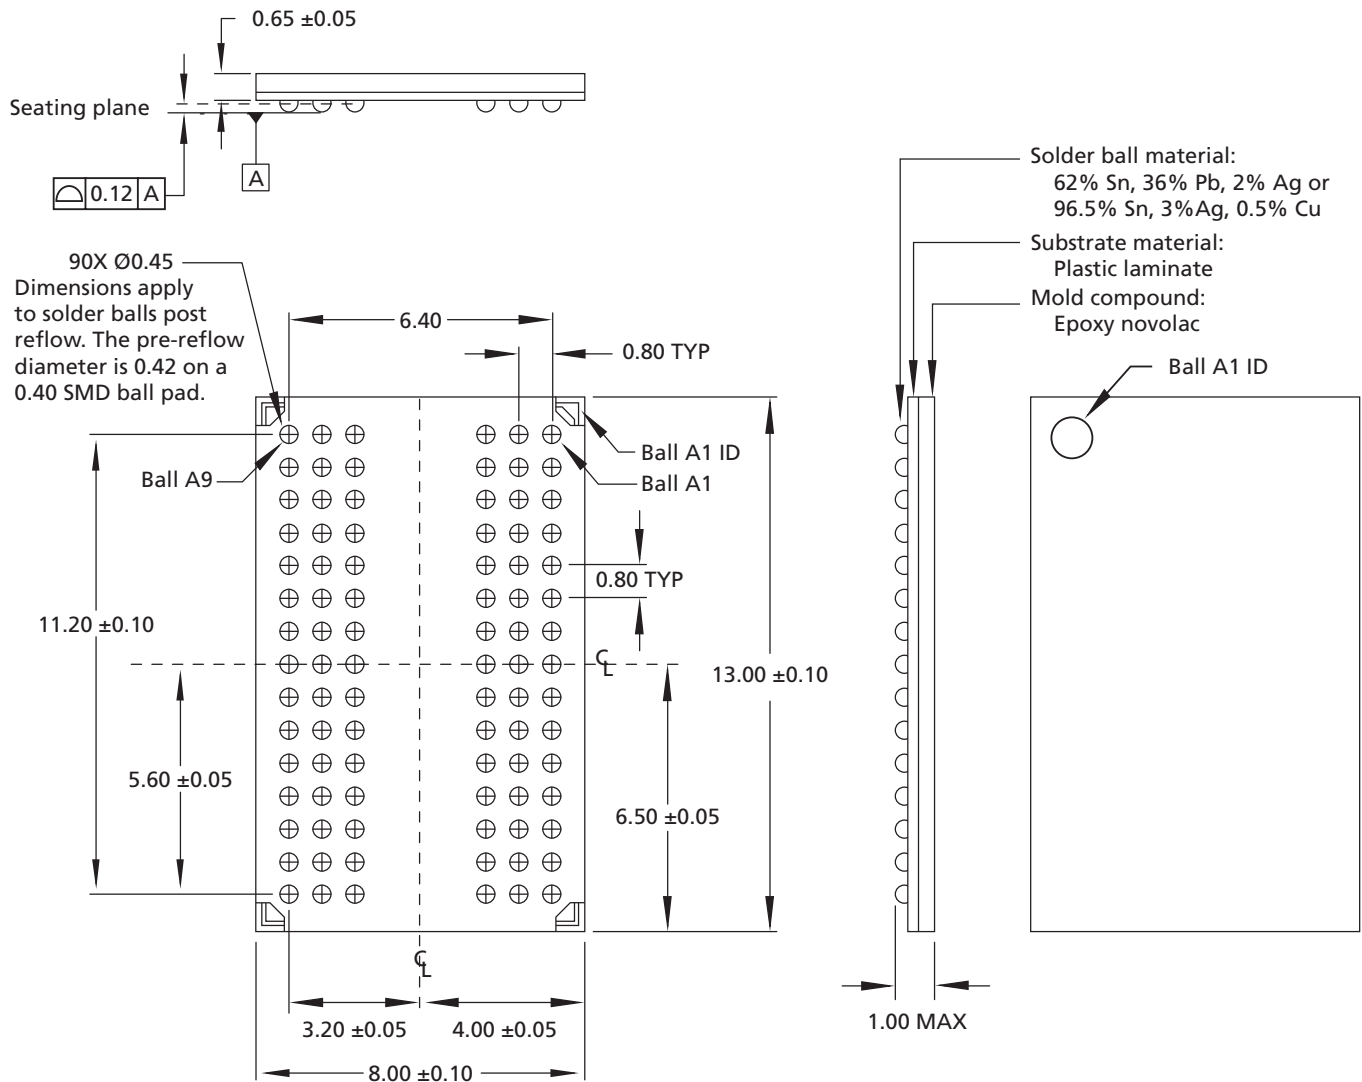 0.65 ±0.05
Seating plane
A
0.12 A
Solder ball material:
62% Sn, 36% Pb, 2% Ag or
96.5% Sn, 3%Ag, 0.5% Cu
Substrate material:
Plastic laminate
Mold compound:
Epoxy novolac
90X Ø0.45
Dimensions apply
to solder balls post
reflow. The pre-reflow
diameter is 0.42 on a
0.40 SMD ball pad.
6.40
0.80 TYP
Ball A1 ID
Ball A1 ID
Ball A1
Ball A9
0.80 TYP
11.20 ±0.10
CL
13.00 ±0.10
5.60 ±0.05
6.50 ±0.05
CL
3.20 ±0.05
4.00 ±0.05
1.00 MAX
8.00 ±0.10